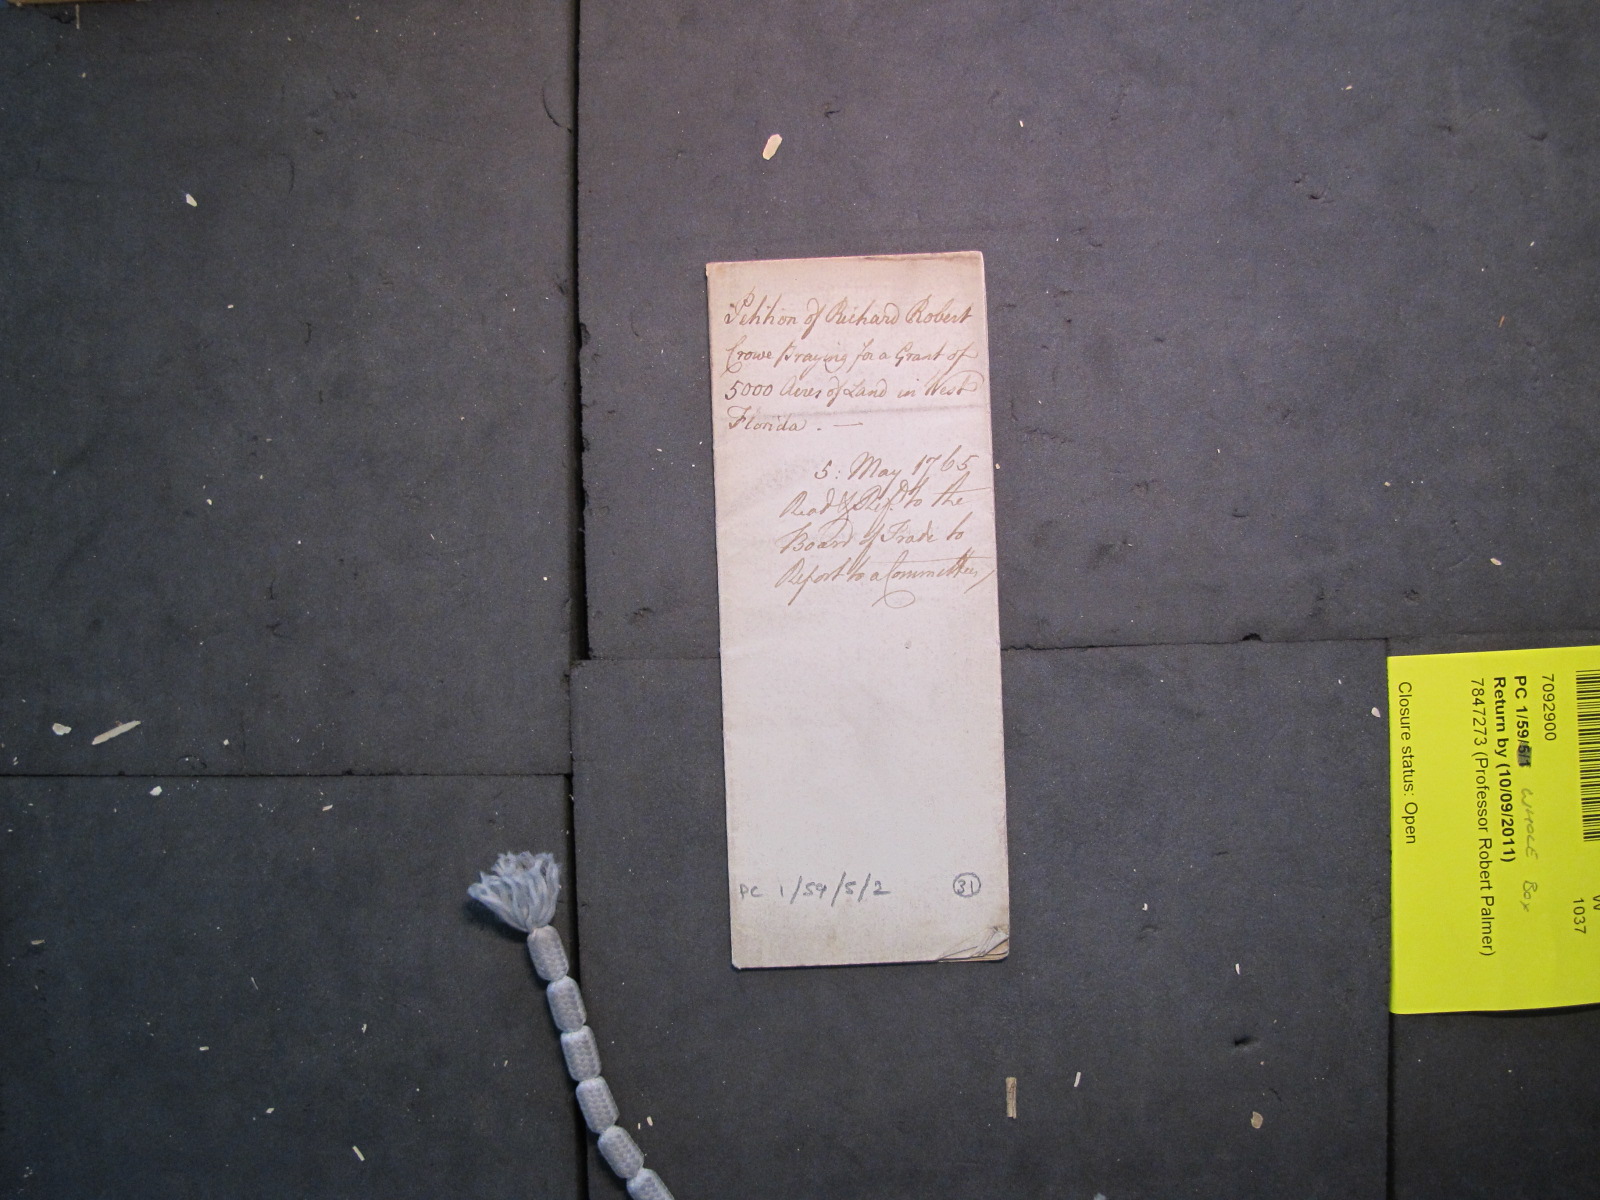 Petition of Richard Robert
Crowe praying for a Grant of
5000 Acres of Land in West
Florida . —
5: May 1765
Read & Ref.d to the
Board of Trade to
Report to a Committee
PC 1/59/5/2
31
7092900
PC 1/59/5/1 WHOLE BOX
Return by (10/09/2011)
7847273 (Professor Robert Palmer)
Closure status: Open
W
1037